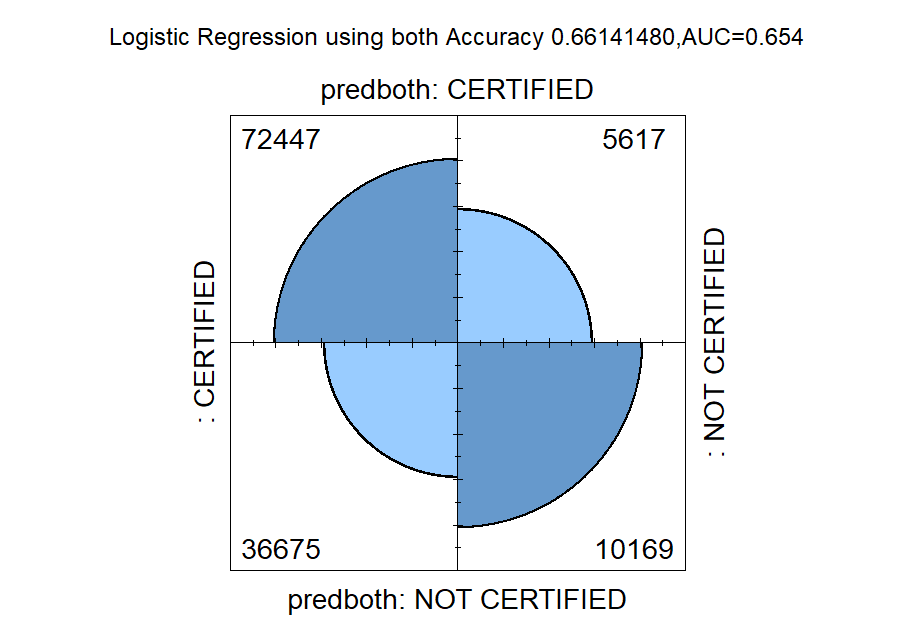 Logistic Regression using both Accuracy 0.66141480,AUC=0.654
predboth: CERTIFIED
72447
5617
: CERTIFIED
: NOT CERTIFIED
36675
10169
predboth: NOT CERTIFIED